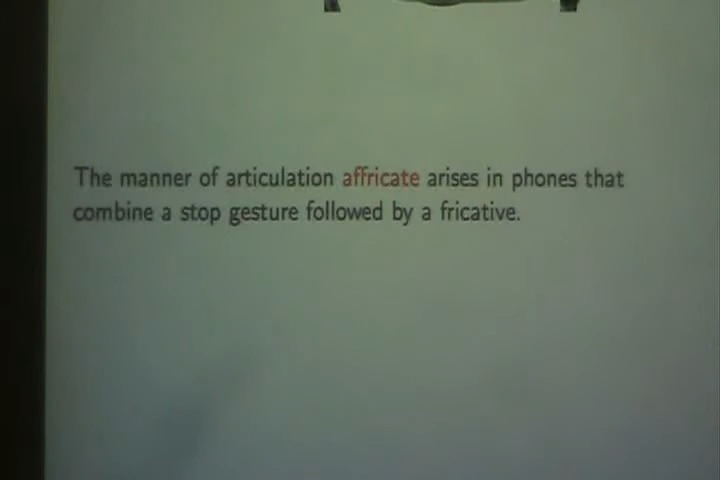 The manner of articulation affricate arises in phones that
combine a stop gesture followed by a fricative.